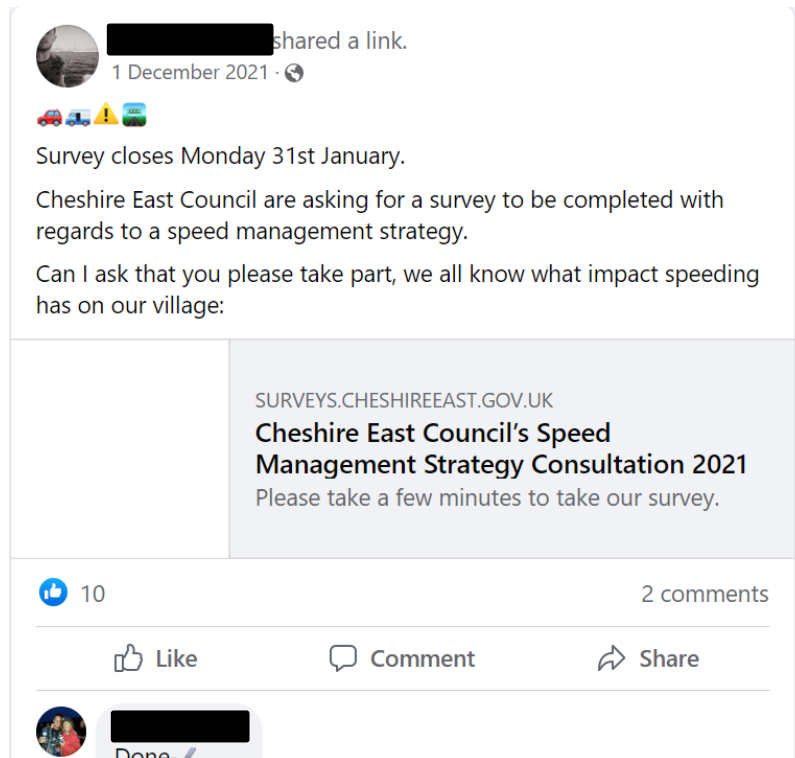 shared a link.
1 December 2021 ·
Survey closes Monday 31st January.
Cheshire East Council are asking for a survey to be completed with
regards to a speed management strategy.
Can I ask that you please take part, we all know what impact speeding
has on our village:
SURVEYS.CHESHIREEAST.GOV.UK
Cheshire East Council’s Speed
Management Strategy Consultation 2021
Please take a few minutes to take our survey.
10
2 comments
Like
Comment
Share
Done